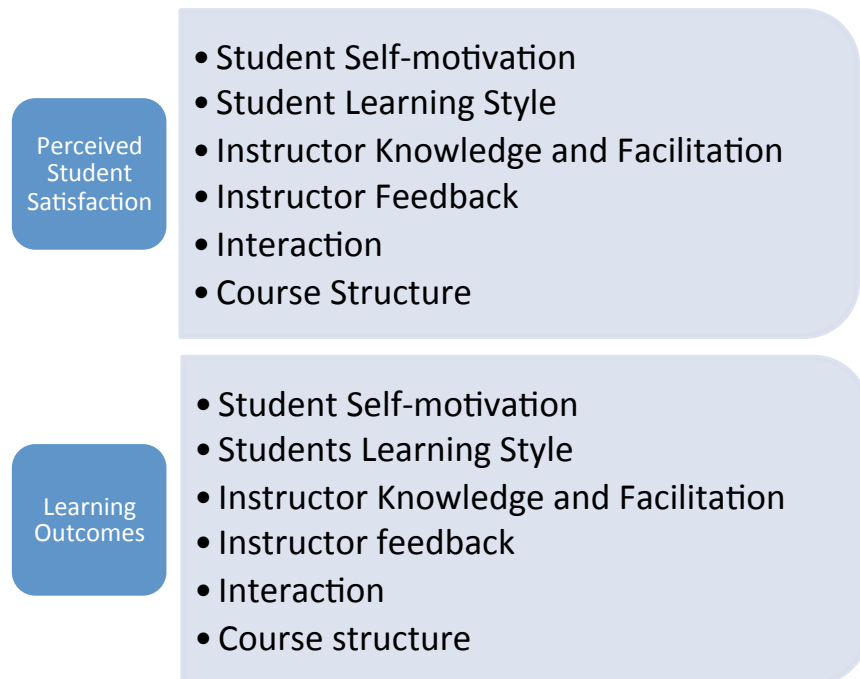 Perceived
Student
Satisfaction
• Student Self-motivation
• Student Learning Style
• Instructor Knowledge and Facilitation
• Instructor Feedback
• Interaction
• Course Structure
Learning
Outcomes
• Student Self-motivation
• Students Learning Style
• Instructor Knowledge and Facilitation
• Instructor feedback
• Interaction
• Course structure